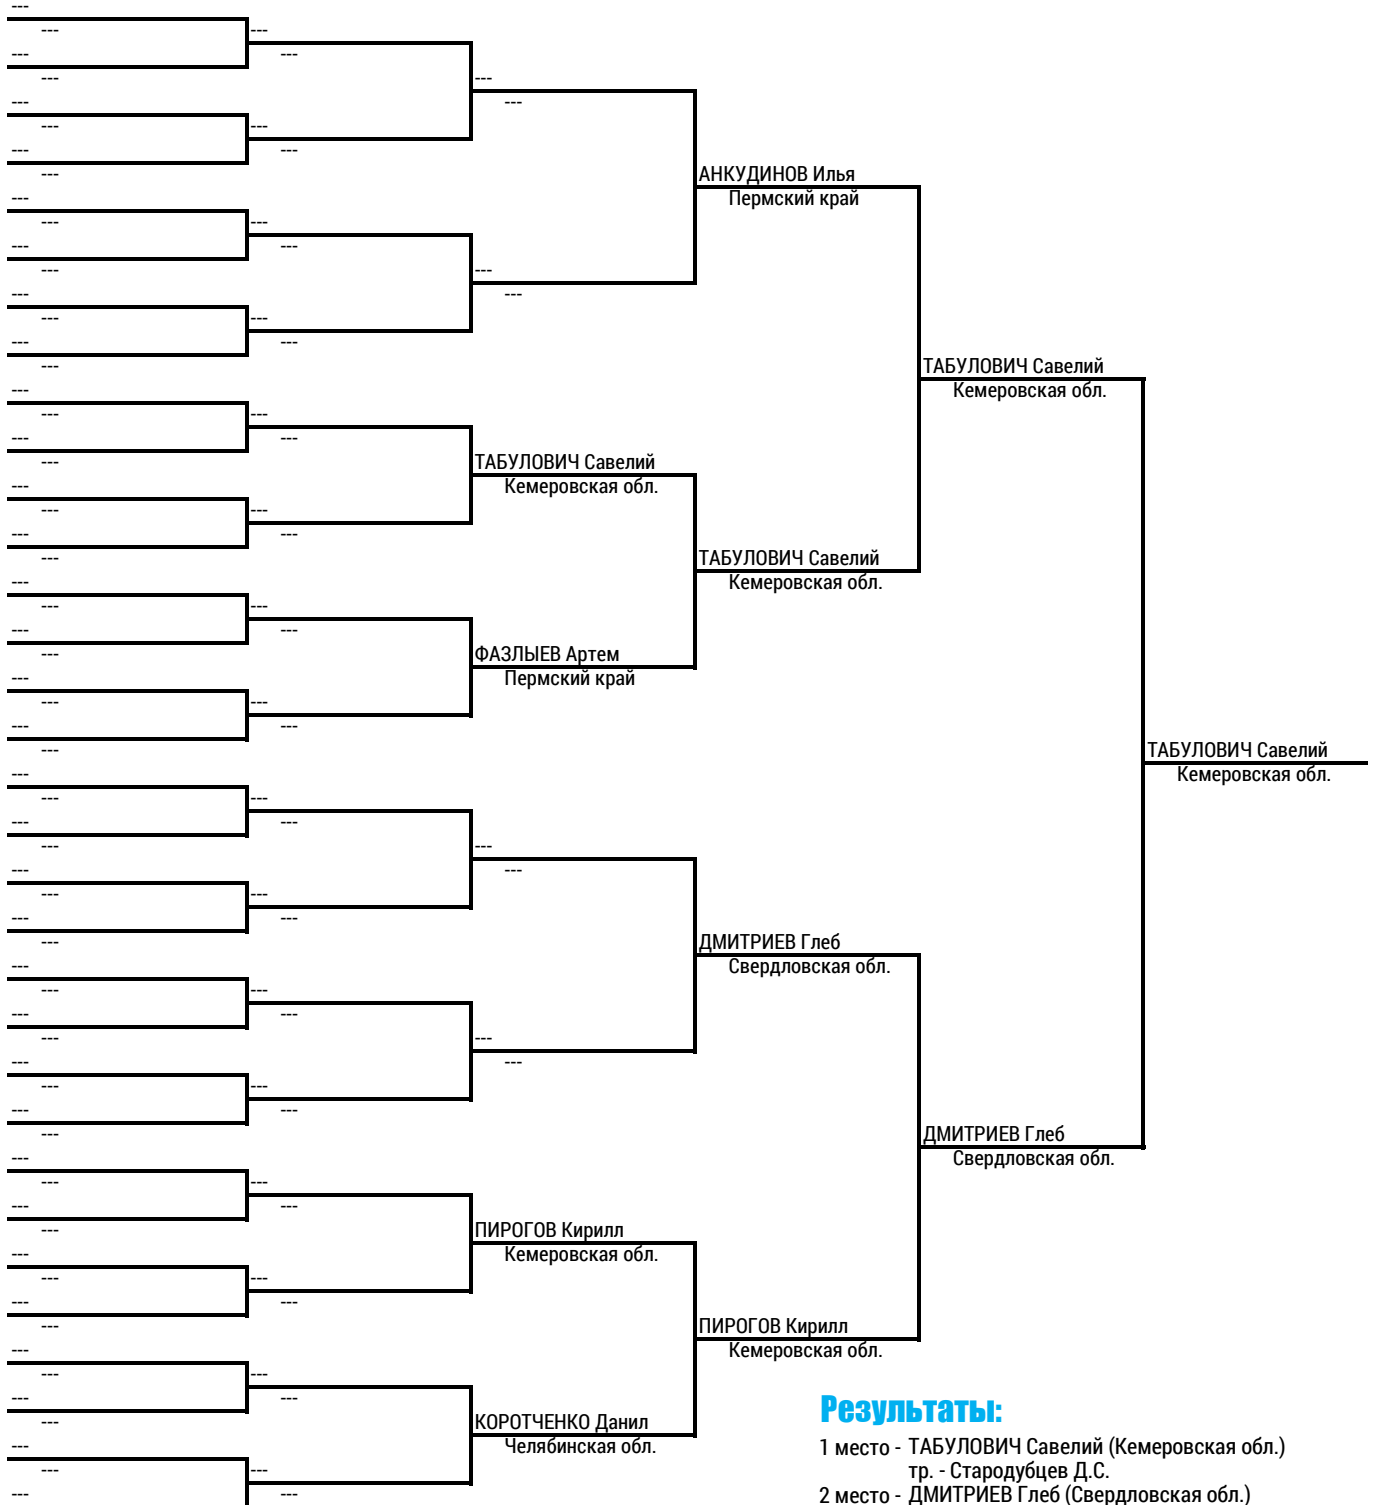 АНКУДИНОВ Илья
Пермский край
ТАБУЛОВИЧ Савелий
Кемеровская обл.
ТАБУЛОВИЧ Савелий
Кемеровская обл.
ТАБУЛОВИЧ Савелий
Кемеровская обл.
ФАЗЛЫЕВ Артем
Пермский край
ТАБУЛОВИЧ Савелий
Кемеровская обл.
ДМИТРИЕВ Глеб
Свердловская обл.
ДМИТРИЕВ Глеб
Свердловская обл.
ПИРОГОВ Кирилл
Кемеровская обл.
ПИРОГОВ Кирилл
Кемеровская обл.
КОРОТЧЕНКО Данил
Челябинская обл.
Результаты:
1 место - ТАБУЛОВИЧ Савелий (Кемеровская обл.)
тр. - Стародубцев Д.С.
2 место - ДМИТРИЕВ Глеб (Свердловская обл.)